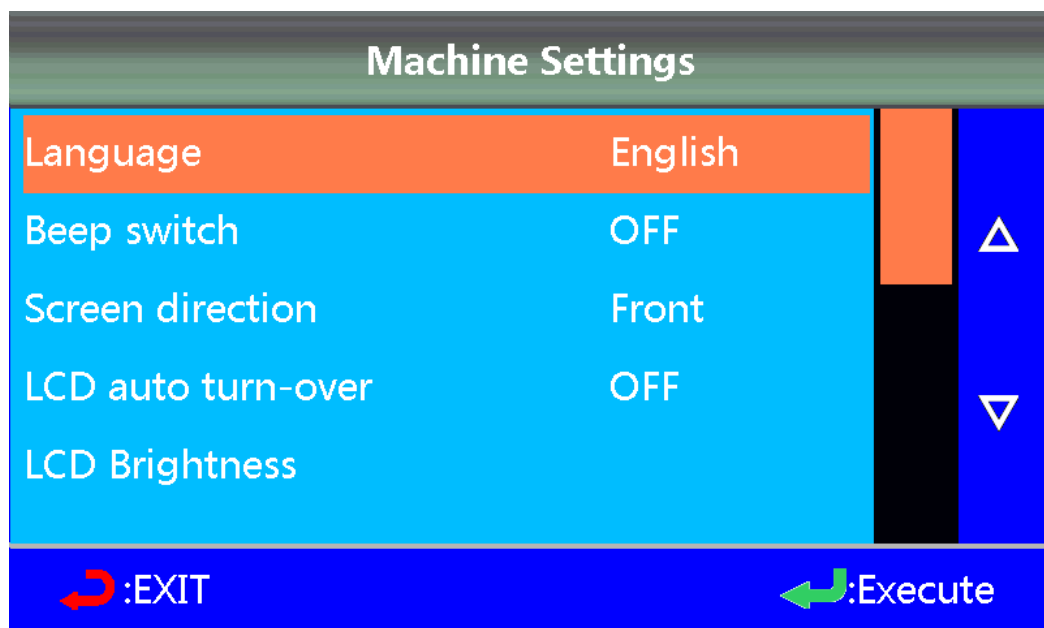 Machine Settings
Language English
Beep switch OFF
Screen direction Front
LCD auto turn-over OFF
LCD Brightness
:EXIT :Execute